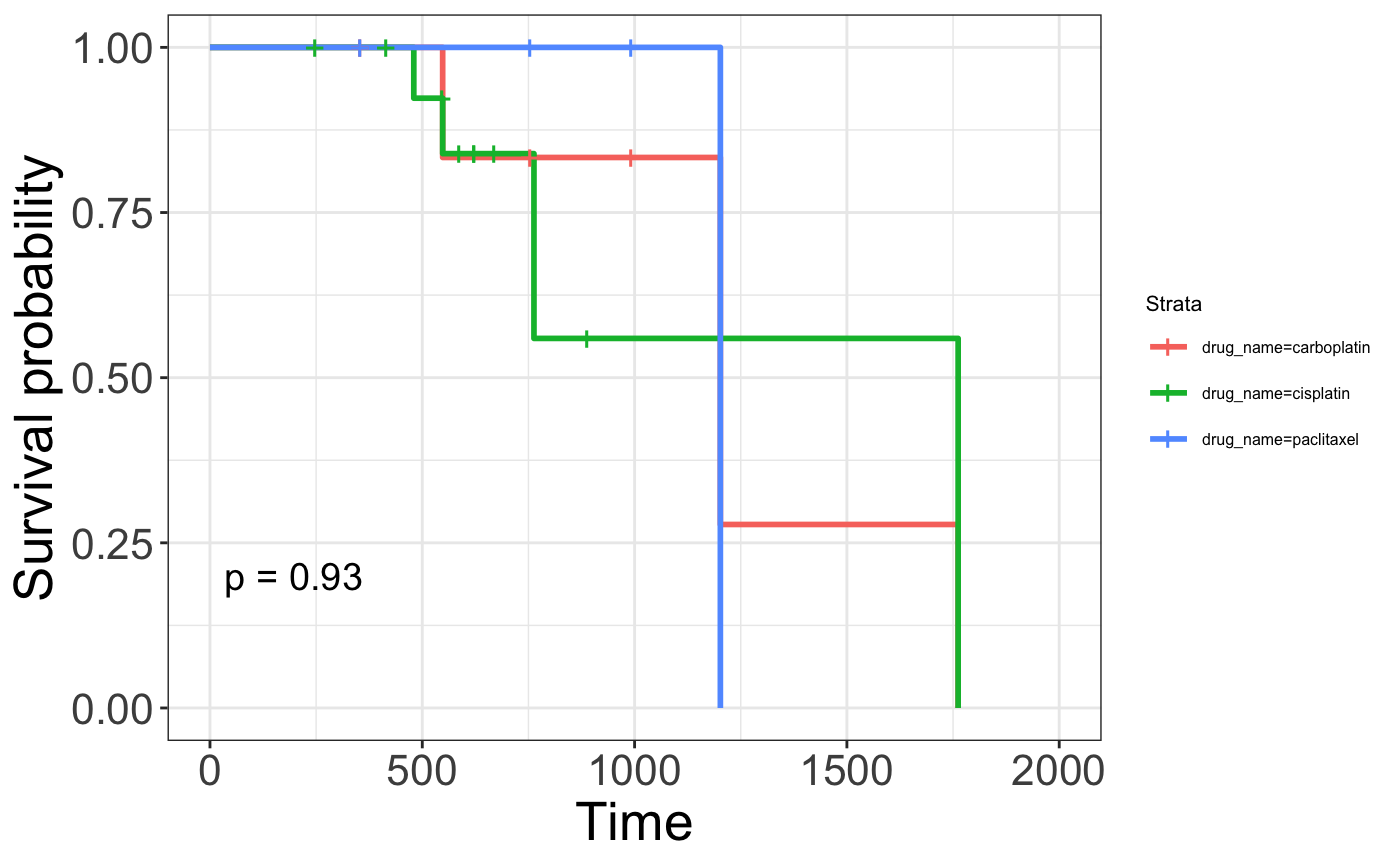 Survival probability
1.00
0.75
0.50
0.25
0.00
p = 0.93
0 500 1000 1500 2000
Time
Strata
drug_name=carboplatin
drug_name=cisplatin
drug_name=paclitaxel